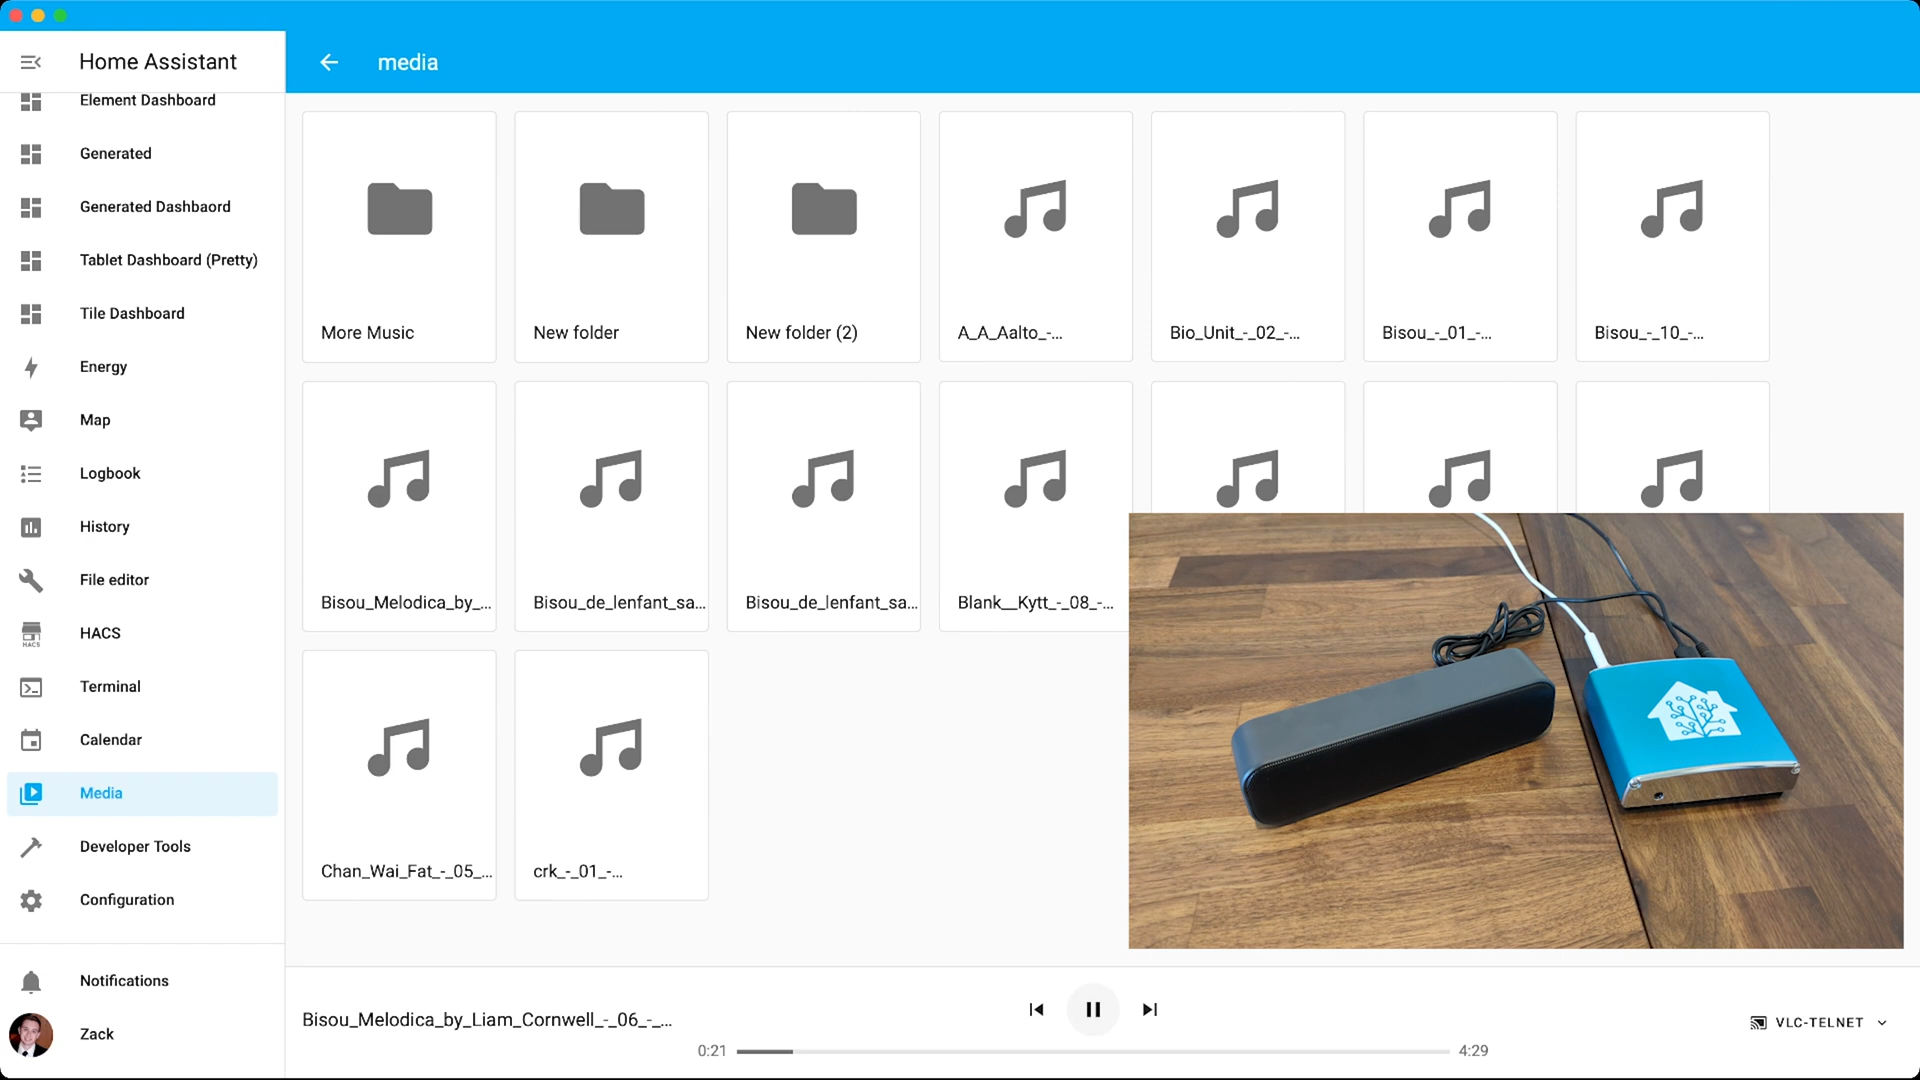 Home Assistant
media
Element Dashboard
Generated
Generated Dashbaord
Tablet Dashboard (Pretty)
Tile Dashboard
Energy
Map
Logbook
History
File editor
HACS
HACS
Terminal
Calendar
Media
Developer Tools
Configuration
Notifications
Zack
More Music
New folder
New folder (2)
A_A_Aalto_-...
Bio_Unit_-_02_-...
Bisou_-_01_-...
Bisou_-_10_-...
Bisou_Melodica_by_...
Bisou_de_lenfant_sa...
Bisou_de_lenfant_sa...
Blank__Kytt_-_08_-...
Chan_Wai_Fat_-_05_...
crk_-_01_-...
Bisou_Melodica_by_Liam_Cornwell_-_06_-_...
0:21
4:29
VLC-TELNET